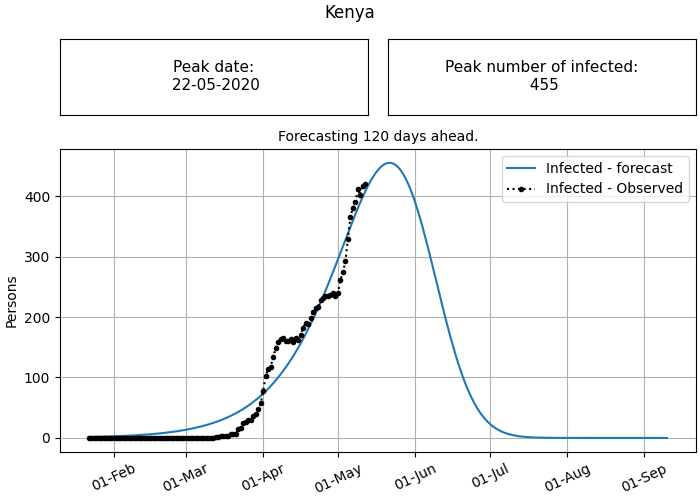 Kenya
Peak date:
22-05-2020
Peak number of infected:
455
Forecasting 120 days ahead.
Infected - forecast
Infected - Observed
Persons
400
300
200
100
0
01-Feb
01-Mar
01-Apr
01-May
01-Jun
01-Jul
01-Aug
01-Sep